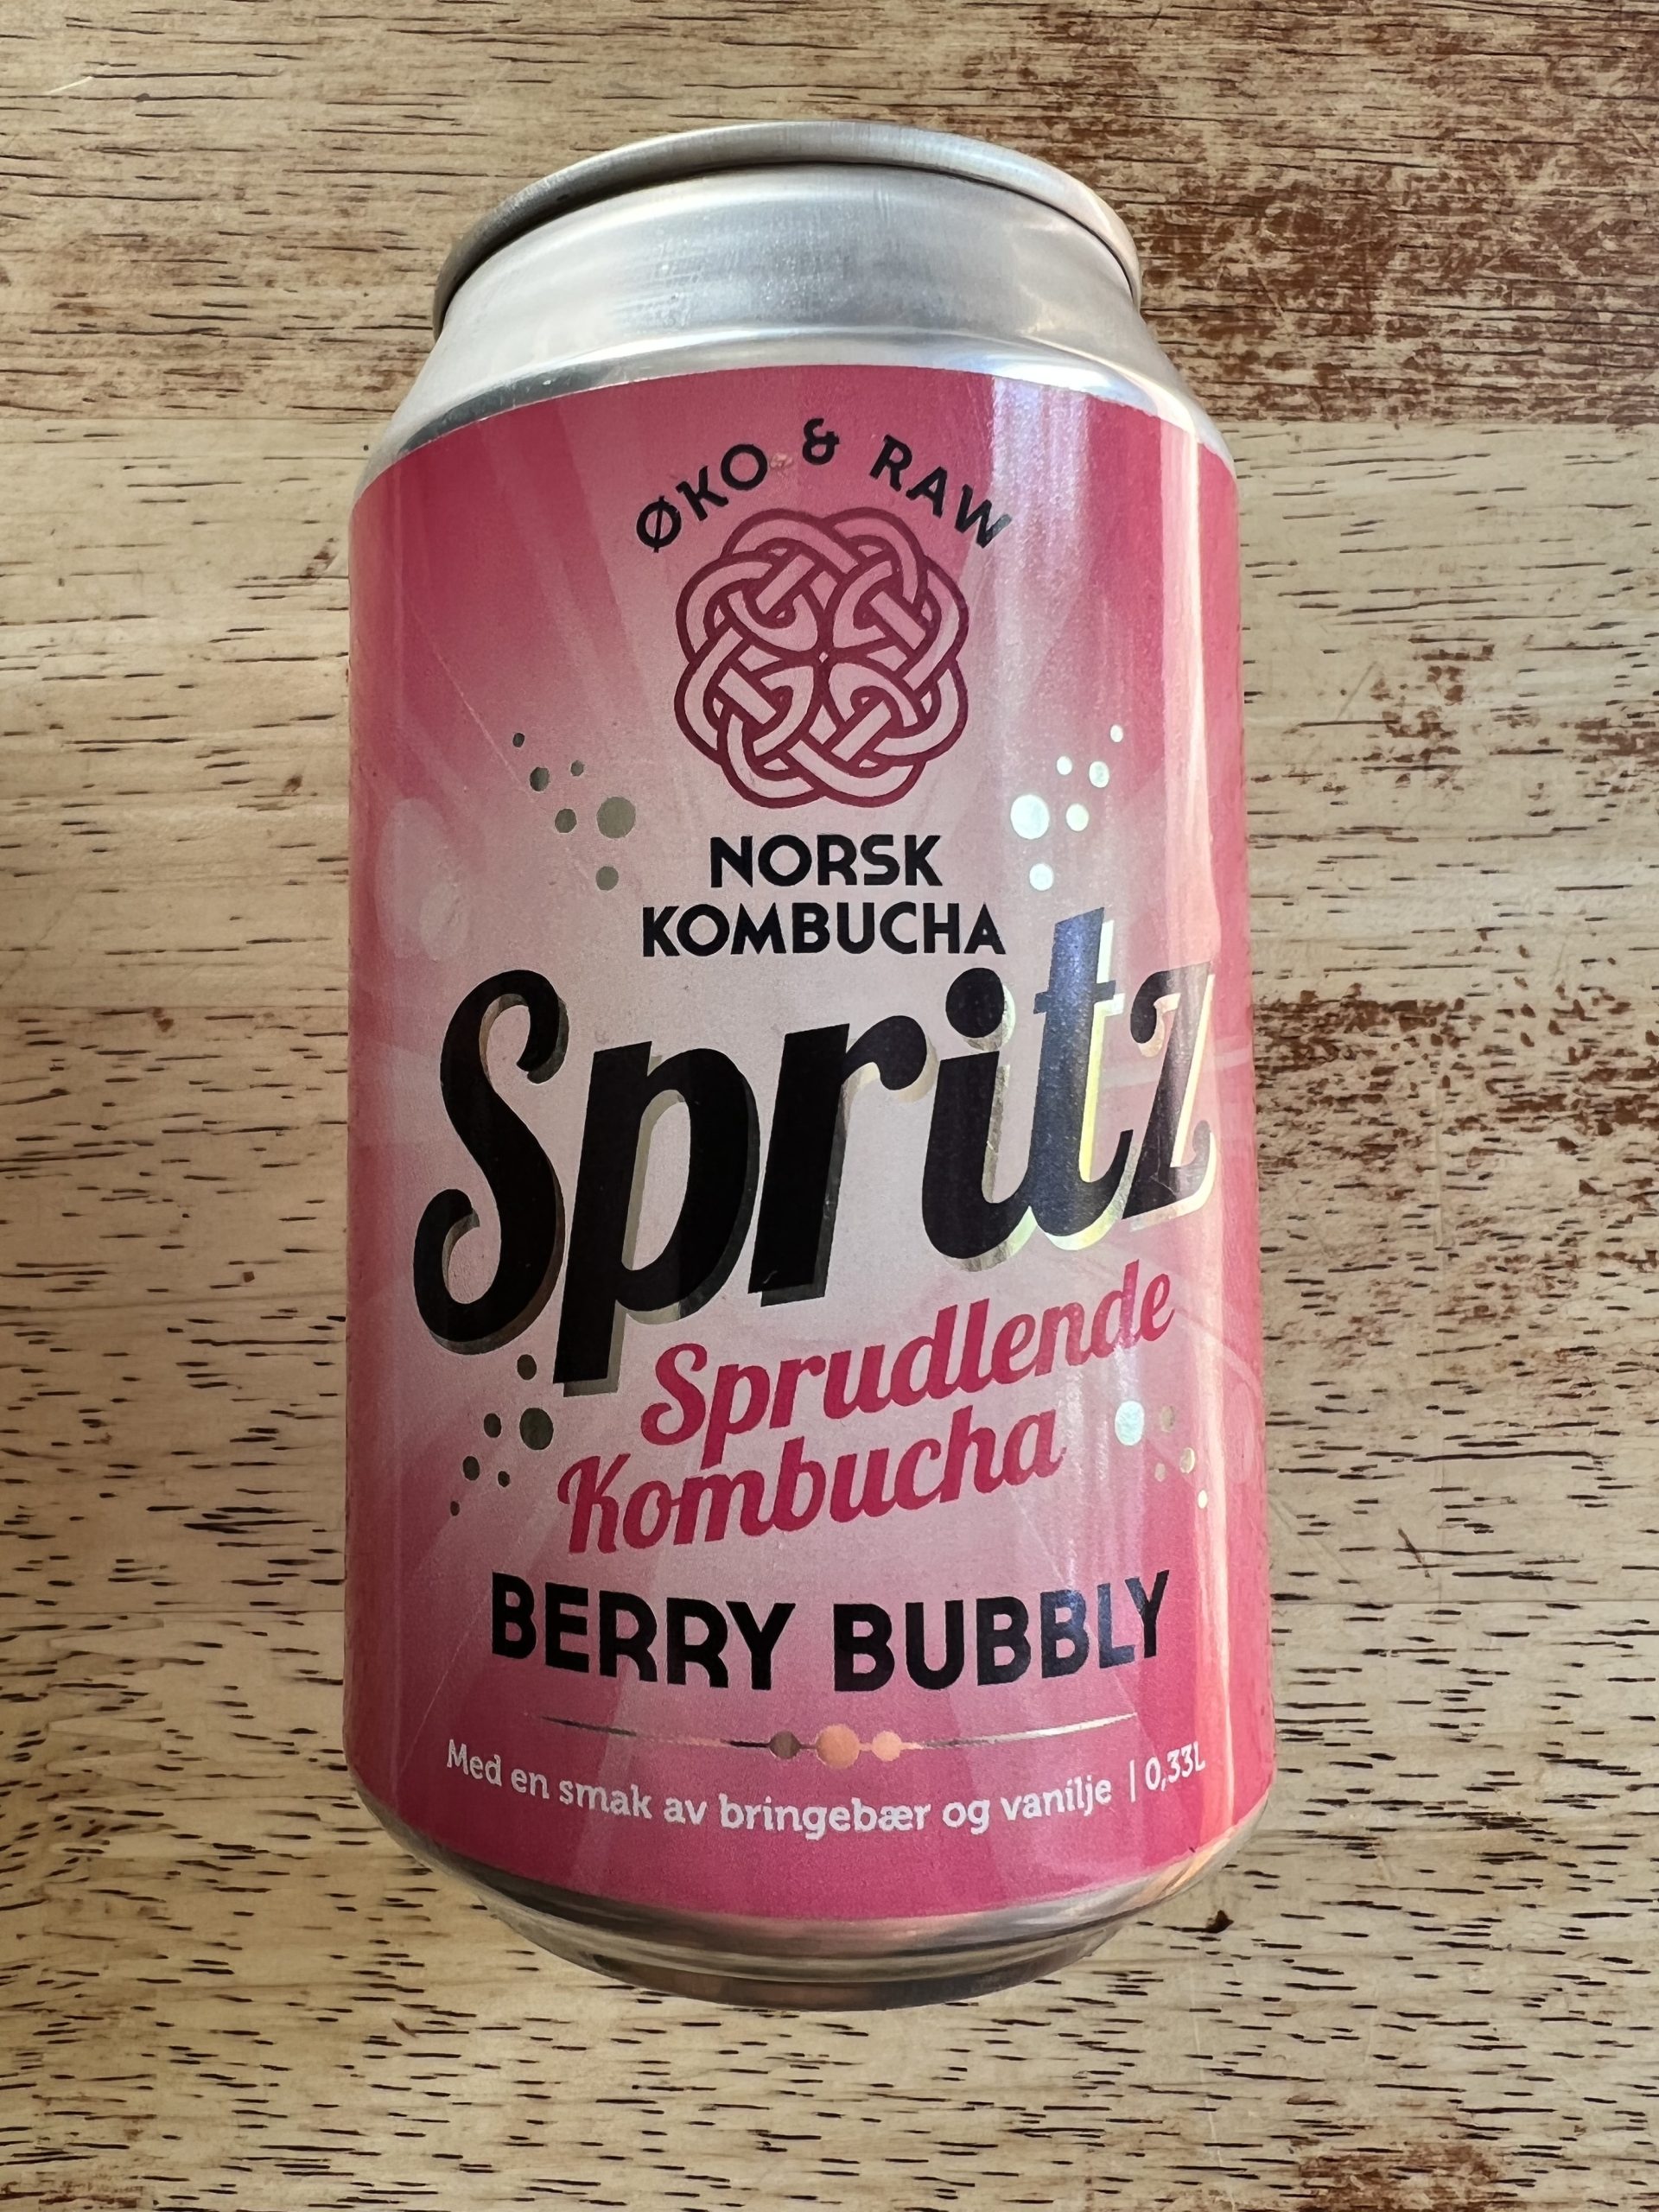 ØKO & RAW
NORSK
KOMBUCHA
Spritz
Sprudlende
Kombucha
BERRY BUBBLY
Med en smak av bringebær og vanilje | 0,33L